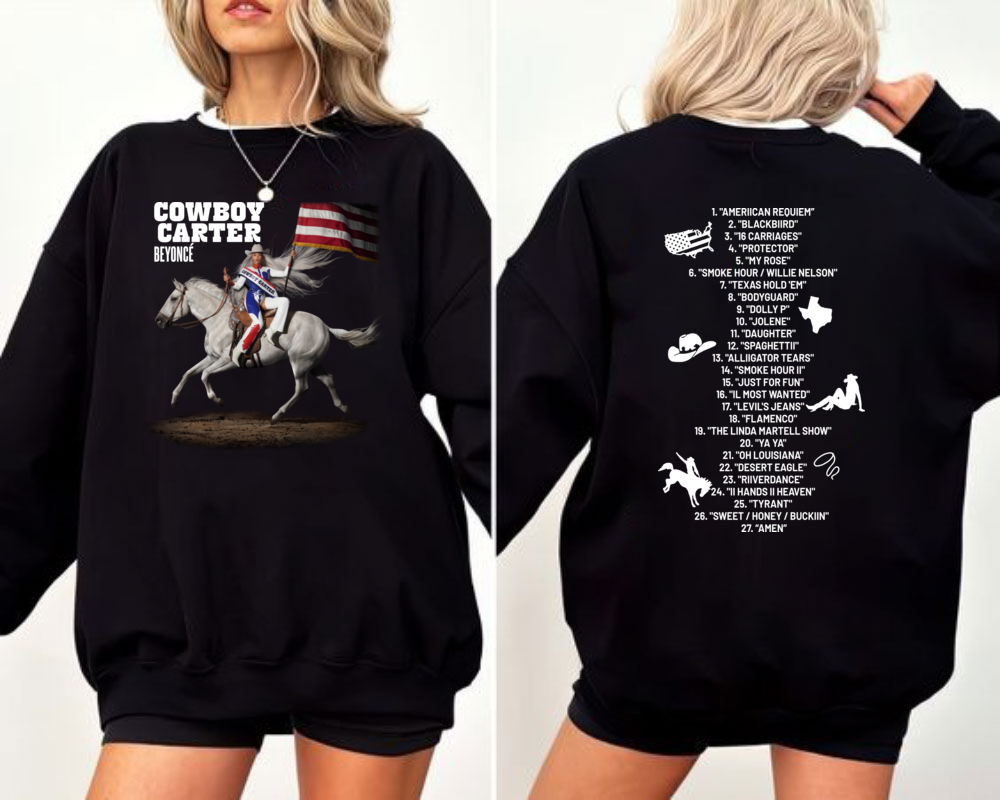 COWBOY
CARTER
BEYONCÉ
1. "AMERIICAN REQUIEM"
2. "BLACKBIIRD"
3. "16 CARRIAGES"
4. "PROTECTOR"
5. "MY ROSE"
6. "SMOKE HOUR / WILLIE NELSON"
7. "TEXAS HOLD 'EM"
8. "BODYGUARD"
9. "DOLLY P"
10. "JOLENE"
11. "DAUGHTER"
12. "SPAGHETTII"
13. "ALLIIGATOR TEARS"
14. "SMOKE HOUR II"
15. "JUST FOR FUN"
16. "IL MOST WANTED"
17. "LEVIL'S JEANS"
18. "FLAMENCO"
19. "THE LINDA MARTELL SHOW"
20. "YA YA"
21. "OH LOUISIANA"
22. "DESERT EAGLE"
23. "RIIVERDANCE"
24. "II HANDS II HEAVEN"
25. "TYRANT"
26. "SWEET / HONEY / BUCKIIN"
27. "AMEN"